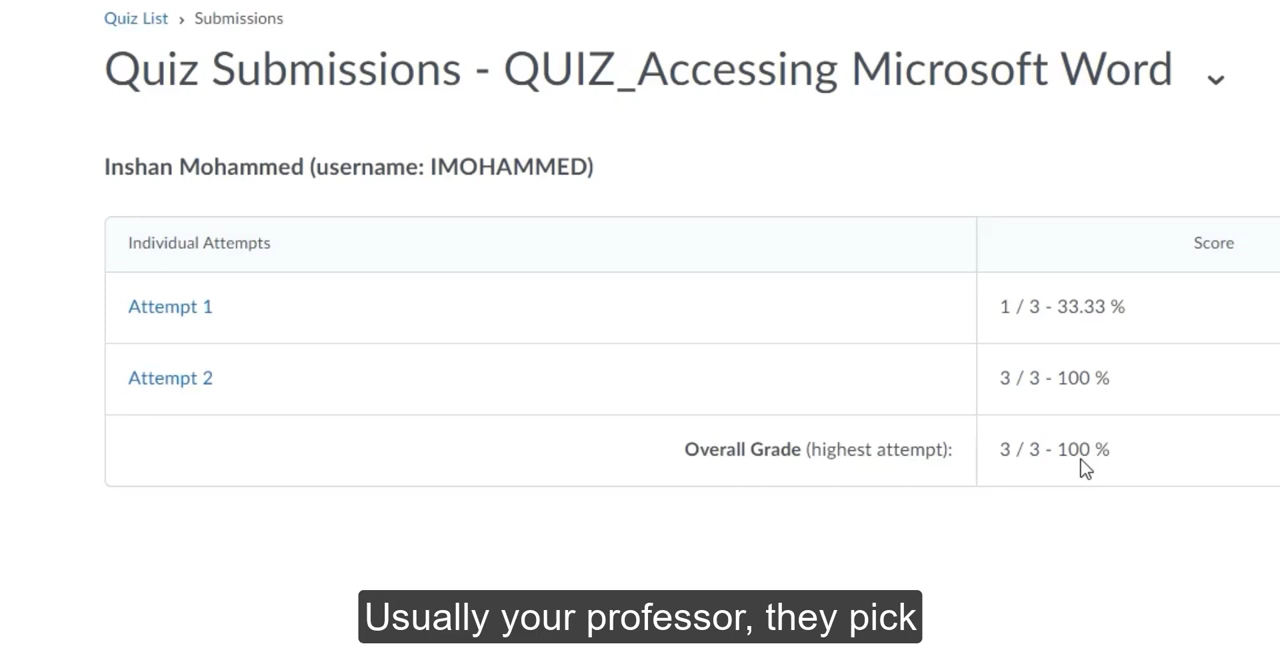 Quiz List › Submissions
Quiz Submissions - QUIZ_Accessing Microsoft Word
Inshan Mohammed (username: IMOHAMMED)
Individual Attempts Score
Attempt 1 1 / 3 - 33.33 %
Attempt 2 3 / 3 - 100 %
Overall Grade (highest attempt): 3 / 3 - 100 %
Usually your professor, they pick